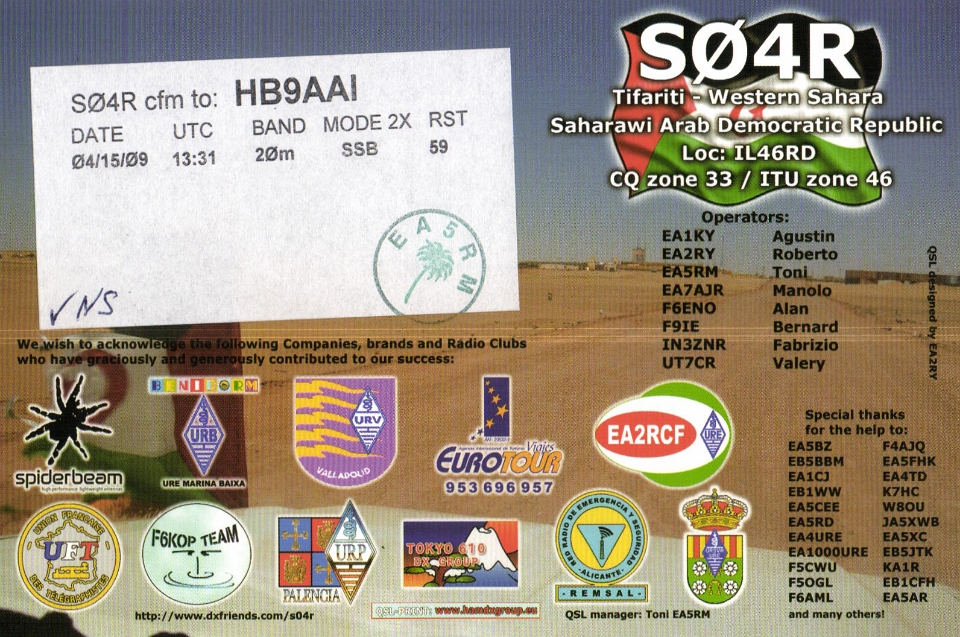 SØ4R
Tifariti - Western Sahara
Saharawi Arab Democratic Republic
Loc: IL46RD
CQ zone 33 / ITU zone 46
SØ4R cfm to: HB9AAI
DATE UTC BAND MODE 2X RST
Ø4/15/Ø9 13:31 2Øm SSB 59
EA5RM
✓NS
Operators:
EA1KY Agustin
EA2RY Roberto
EA5RM Toni
EA7AJR Manolo
F6ENO Alan
F9IE Bernard
IN3ZNR Fabrizio
UT7CR Valery
QSL designed by EA2RY
We wish to acknowledge the following Companies, brands and Radio Clubs
who have graciously and generously contributed to our success:
spiderbeam
high performance lightweight antennas
BENIDORM
URB
URE MARINA BAIXA
URV
VALLADOLID
Viajes
EUROTOUR
953 696 957
EA2RCF
URE
UNION FRANÇAISE
UFT
DES TÉLÉGRAPHISTES
F6KOP TEAM
URP
PALENCIA
TOKYO 610
DX GROUP
RED RADIO DE EMERGENCIA Y SEGURIDAD
-ALICANTE-
REMSAL
Special thanks
for the help to:
EA5BZ F4AJQ
EB5BBM EA5FHK
EA1CJ EA4TD
EB1WW K7HC
EA5CEE W8OU
EA5RD JA5XWB
EA4URE EA5XC
EA1000URE EB5JTK
F5CWU KA1R
F5OGL EB1CFH
F6AML EA5AR
and many others!
http://www.dxfriends.com/s04r
QSL-PRINT: www.hamdxgroup.eu
QSL manager: Toni EA5RM